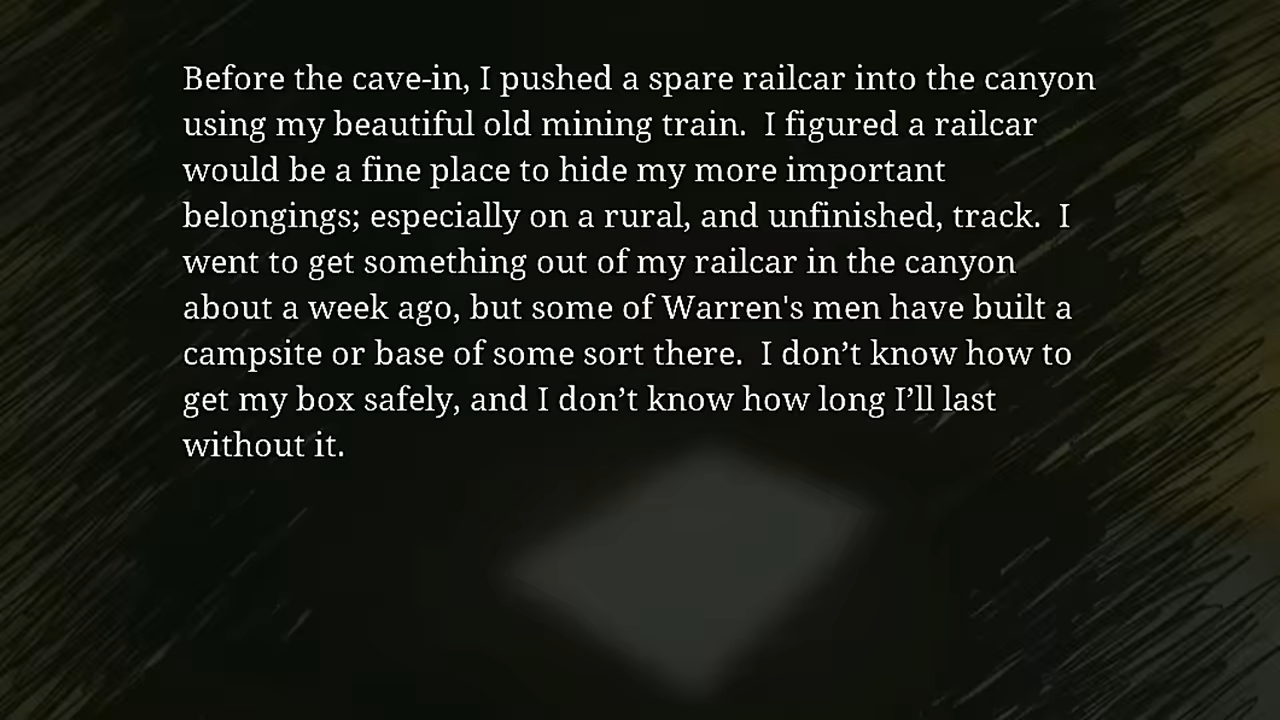 Before the cave-in, I pushed a spare railcar into the canyon
using my beautiful old mining train.  I figured a railcar
would be a fine place to hide my more important
belongings; especially on a rural, and unfinished, track.  I
went to get something out of my railcar in the canyon
about a week ago, but some of Warren's men have built a
campsite or base of some sort there.  I don’t know how to
get my box safely, and I don’t know how long I’ll last
without it.